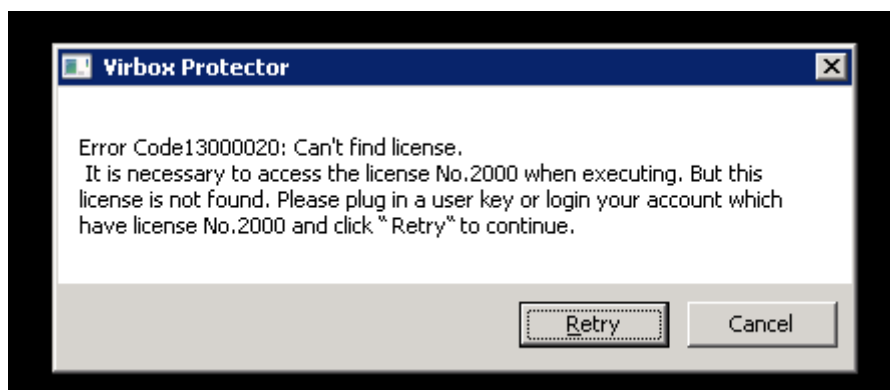 Virbox Protector
Error Code13000020: Can't find license.
It is necessary to access the license No.2000 when executing. But this
license is not found. Please plug in a user key or login your account which
have license No.2000 and click “ Retry“ to continue.
Retry
Cancel